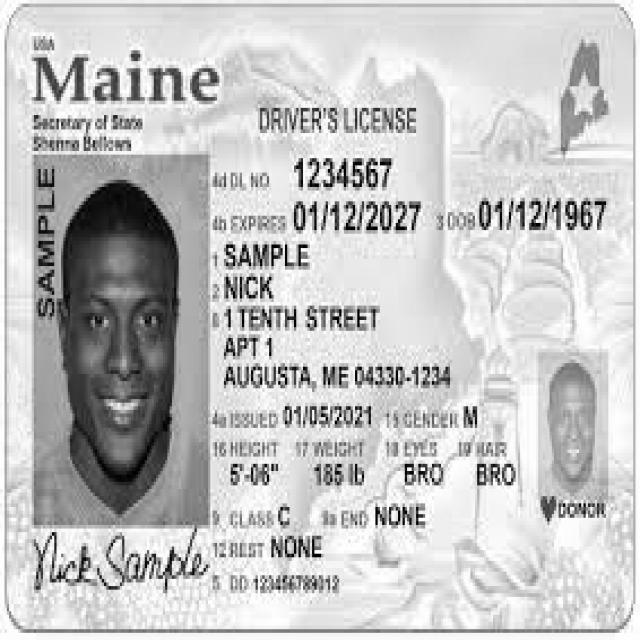 USA
Maine
Secretary of State
Shenna Bellows
DRIVER'S LICENSE
SAMPLE
4d DL NO 1234567
4b EXPIRES 01/12/2027 3 DOB 01/12/1967
1 SAMPLE
2 NICK
8 1 TENTH STREET
APT 1
AUGUSTA, ME 04330-1234
4a ISSUED 01/05/2021 15 GENDER M
16 HEIGHT 17 WEIGHT 18 EYES 19 HAIR
5'-06" 185 lb BRO BRO
9 CLASS C 9a END NONE
DONOR
12 REST NONE
Nick Sample
5 DD 123456789012